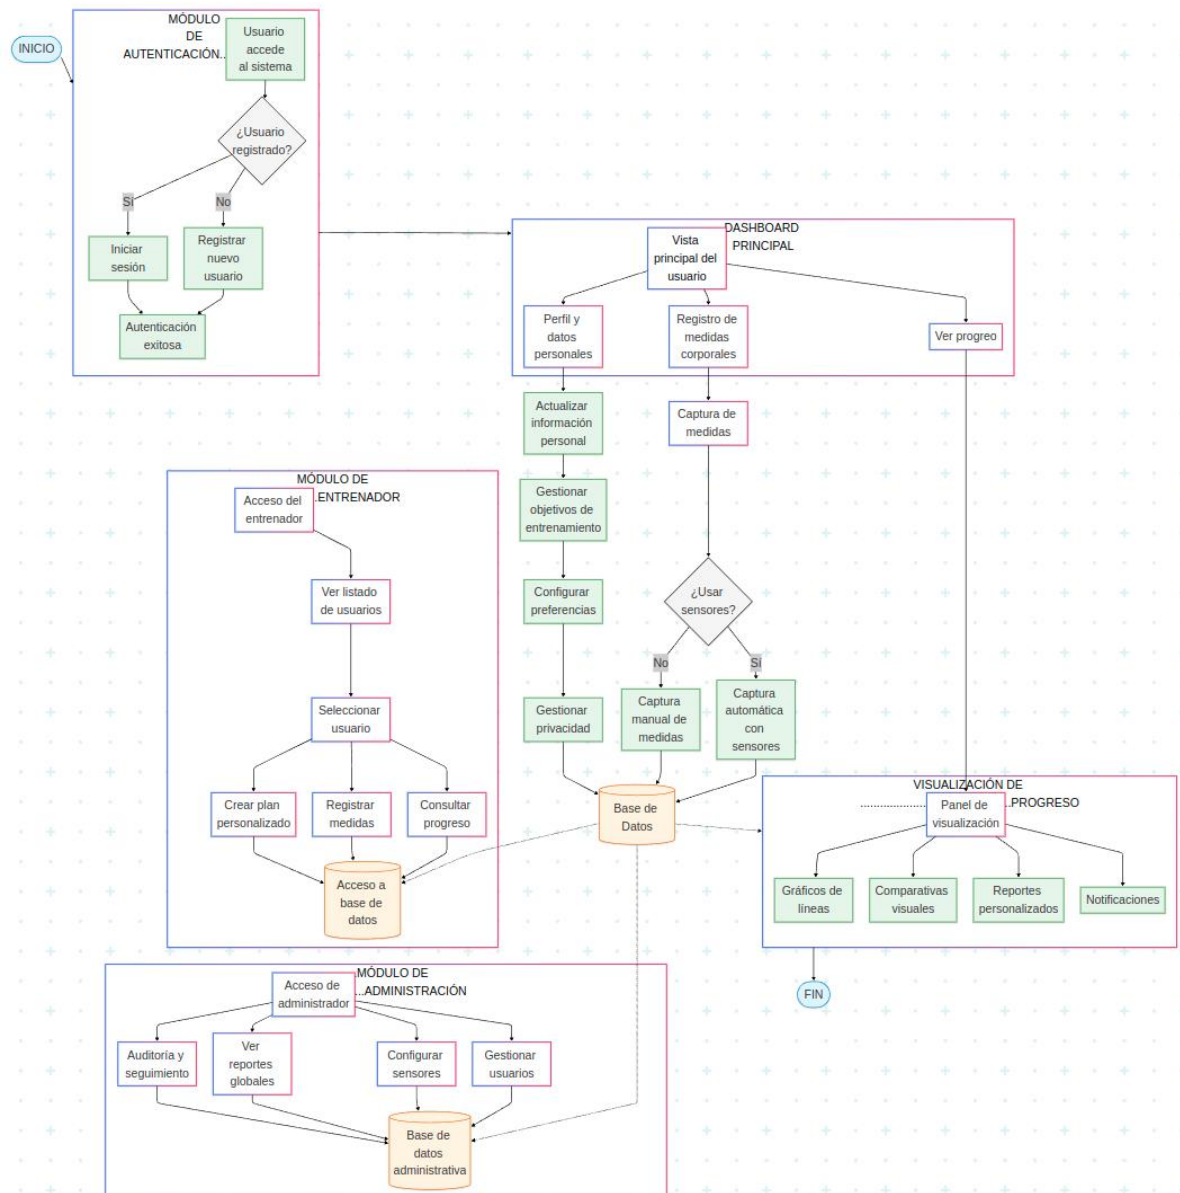 INICIO
MÓDULO
DE
AUTENTICACIÓN..
Usuario
accede
al sistema
¿Usuario
registrado?
Sí
No
Iniciar
sesión
Registrar
nuevo
usuario
Autenticación
exitosa
DASHBOARD
PRINCIPAL
Vista
principal del
usuario
Perfil y
datos
personales
Registro de
medidas
corporales
Ver progreo
Actualizar
información
personal
Captura de
medidas
Gestionar
objetivos de
entrenamiento
Configurar
preferencias
¿Usar
sensores?
No
Sí
Gestionar
privacidad
Captura
manual de
medidas
Captura
automática
con
sensores
Base de
Datos
MÓDULO DE
.ENTRENADOR
Acceso del
entrenador
Ver listado
de usuarios
Seleccionar
usuario
Crear plan
personalizado
Registrar
medidas
Consultar
progreso
Acceso a
base de
datos
VISUALIZACIÓN DE
.....................PROGRESO
Panel de
visualización
Gráficos de
líneas
Comparativas
visuales
Reportes
personalizados
Notificaciones
FIN
.MÓDULO DE
...ADMINISTRACIÓN
Acceso de
administrador
Auditoría y
seguimiento
Ver
reportes
globales
Configurar
sensores
Gestionar
usuarios
Base de
datos
administrativa